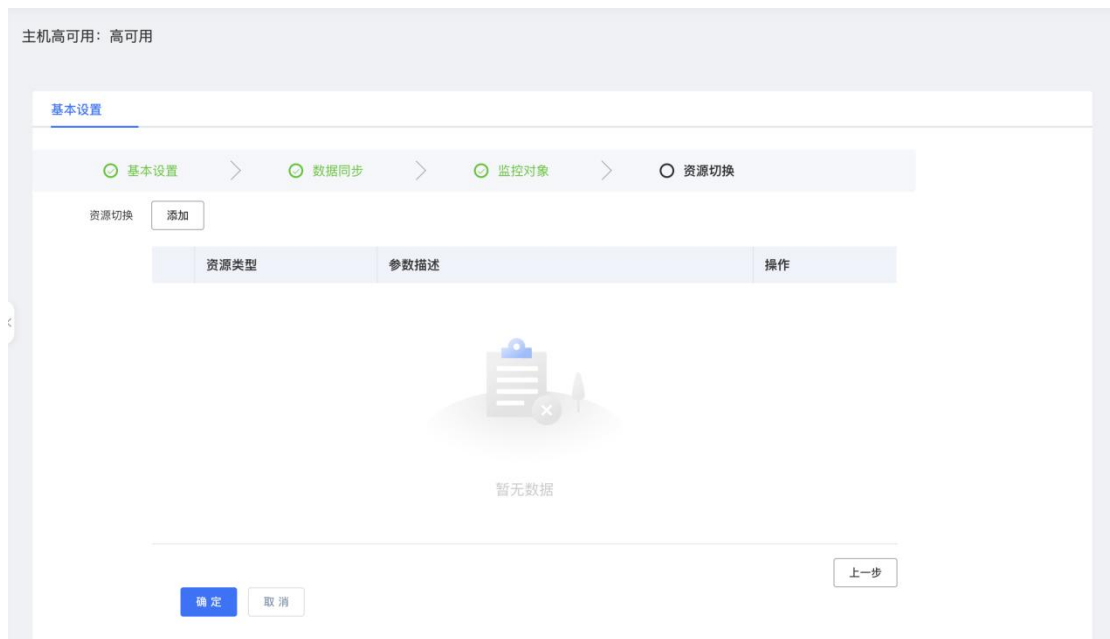 主机高可用：高可用
基本设置
基本设置 数据同步 监控对象 资源切换
资源切换 添加
资源类型 参数描述 操作
暂无数据
上一步
确定 取消